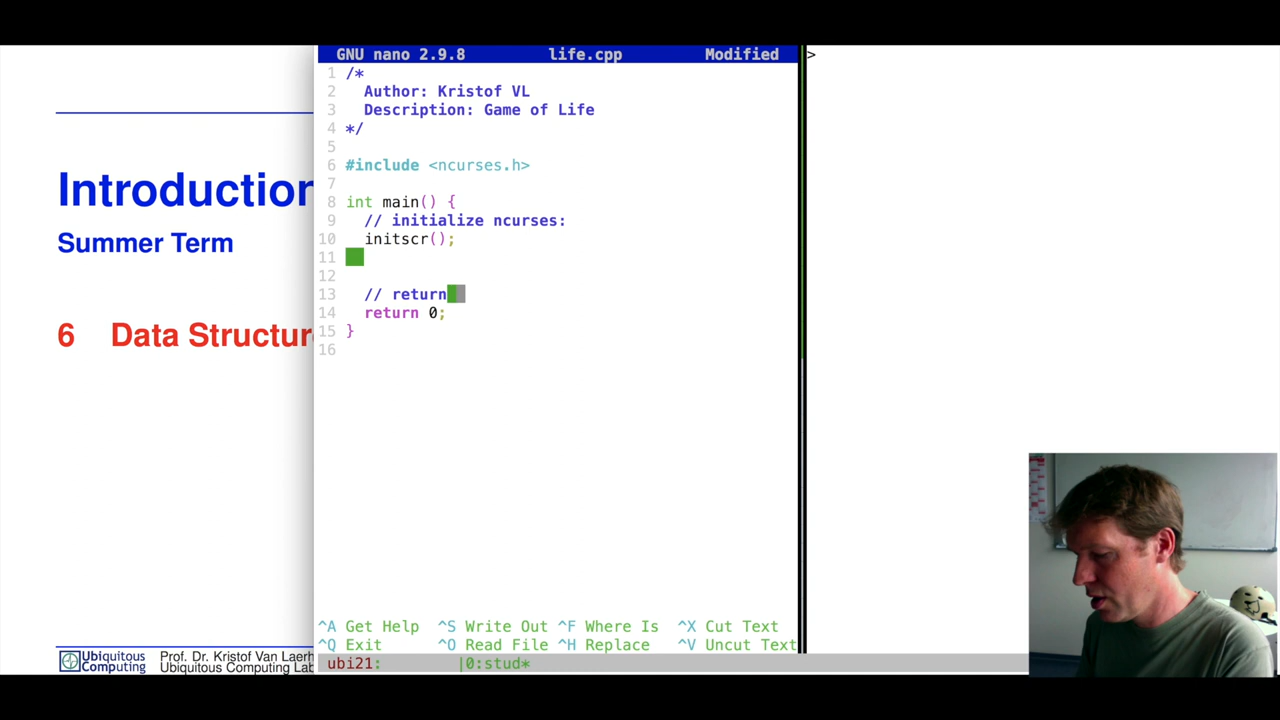 Introduction
Summer Term
6 Data Structur
Ubiquitous
Computing
Prof. Dr. Kristof Van Laerh
Ubiquitous Computing Lab
GNU nano 2.9.8 life.cpp Modified
1 /*
2 Author: Kristof VL
3 Description: Game of Life
4 */
5
6 #include <ncurses.h>
7
8 int main() {
9 // initialize ncurses:
10 initscr();
11
12
13 // return
14 return 0;
15 }
16
^A Get Help ^S Write Out ^F Where Is ^X Cut Text
^Q Exit ^O Read File ^H Replace ^V Uncut Text
ubi21: |0:stud*
>